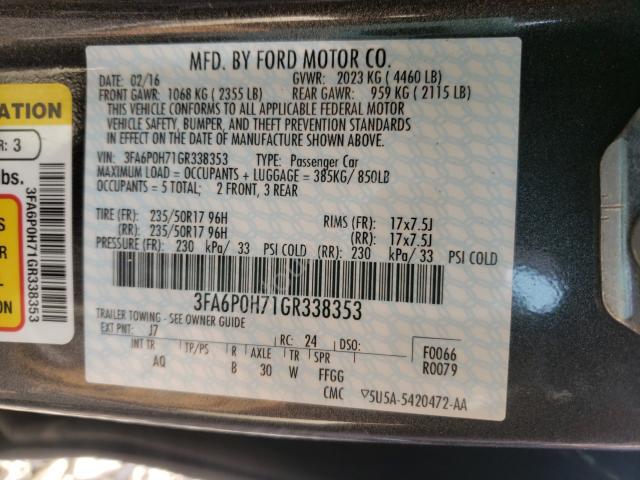 MFD. BY FORD MOTOR CO.
DATE: 02/16 GVWR: 2023 KG ( 4460 LB)
FRONT GAWR: 1068 KG ( 2355 LB) REAR GAWR: 959 KG ( 2115 LB)
THIS VEHICLE CONFORMS TO ALL APPLICABLE FEDERAL MOTOR
VEHICLE SAFETY, BUMPER, AND THEFT PREVENTION STANDARDS
IN EFFECT ON THE DATE OF MANUFACTURE SHOWN ABOVE.
VIN: 3FA6P0H71GR338353 TYPE: Passenger Car
MAXIMUM LOAD = OCCUPANTS + LUGGAGE = 385KG/ 850LB
OCCUPANTS = 5 TOTAL; 2 FRONT, 3 REAR
TIRE (FR): 235/50R17 96H RIMS (FR): 17x7.5J
(RR): 235/50R17 96H (RR): 17x7.5J
PRESSURE (FR): 230 kPa/ 33 PSI COLD (RR): 230 kPa/ 33 PSI COLD
3FA6P0H71GR338353
TRAILER TOWING - SEE OWNER GUIDE
EXT PNT: J7 RC: 24 DSO:
INT TR TP/PS R AXLE TR SPR
AQ B 30 W FFGG
F0066
R0079
CMC ▽5U5A-5420472-AA
ATION
R: 3
bs.
S
R
-
ON
3FA6P0H71GR338353